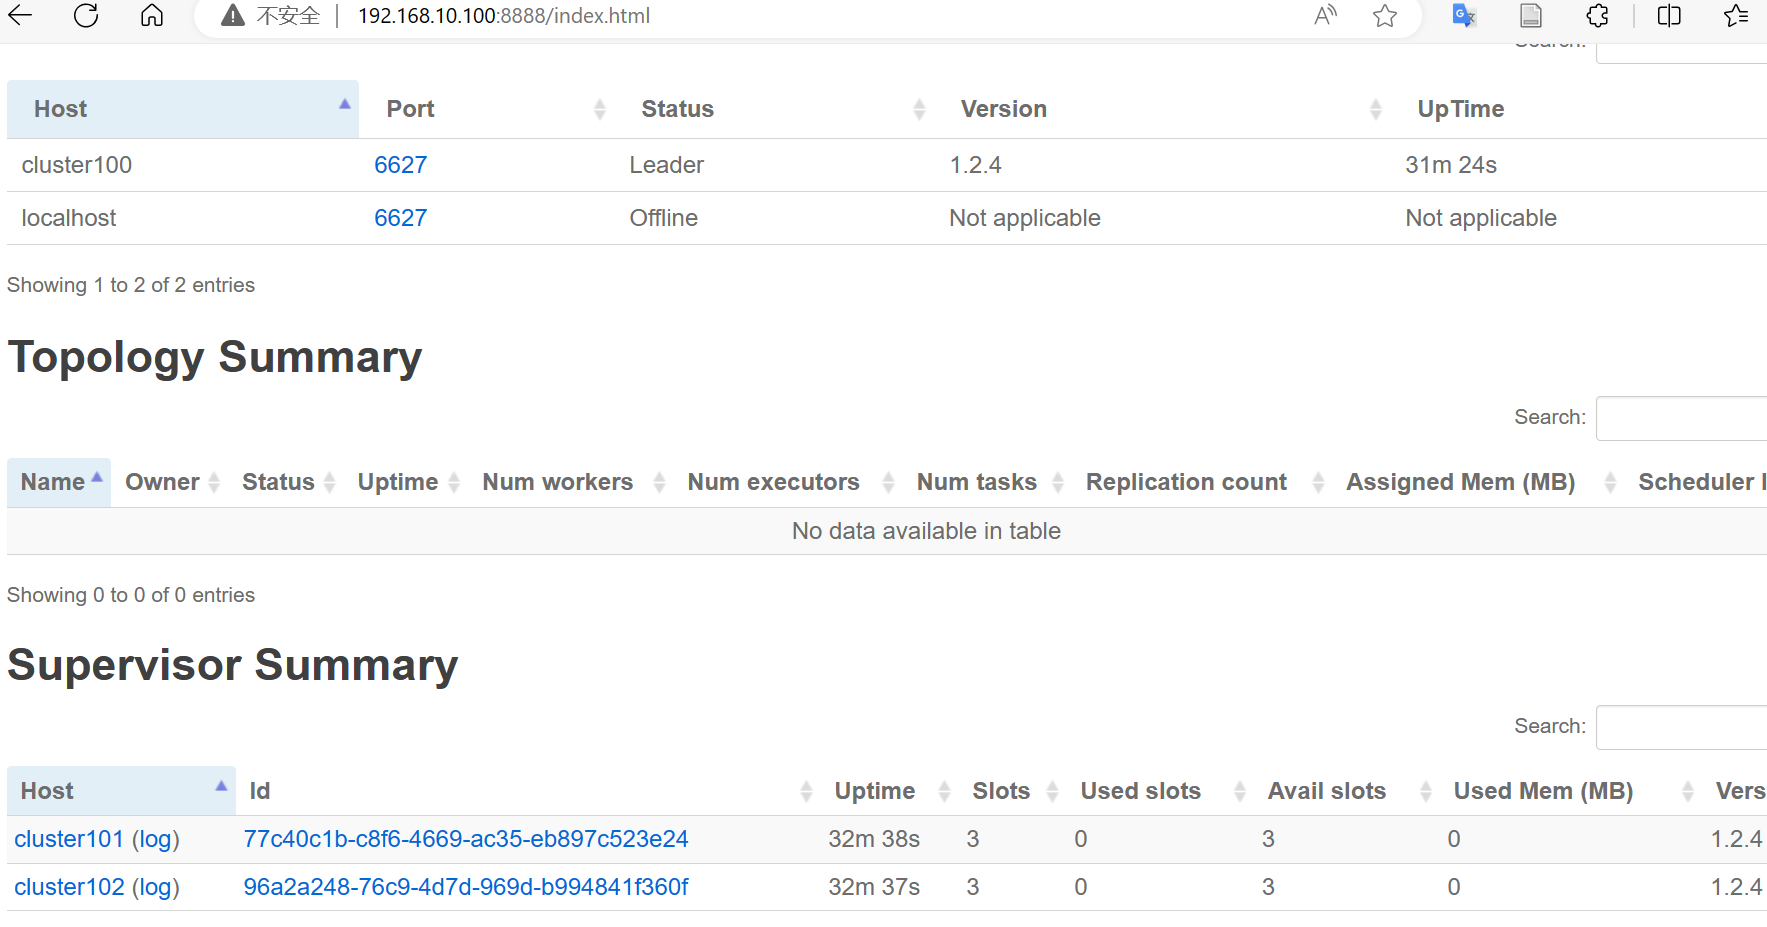 不安全 192.168.10.100:8888/index.html
Search:
Host Port Status Version UpTime
cluster100 6627 Leader 1.2.4 31m 24s
localhost 6627 Offline Not applicable Not applicable
Showing 1 to 2 of 2 entries
Topology Summary
Search:
Name Owner Status Uptime Num workers Num executors Num tasks Replication count Assigned Mem (MB) Scheduler
No data available in table
Showing 0 to 0 of 0 entries
Supervisor Summary
Search:
Host Id Uptime Slots Used slots Avail slots Used Mem (MB) Vers
cluster101 (log) 77c40c1b-c8f6-4669-ac35-eb897c523e24 32m 38s 3 0 3 0 1.2.4
cluster102 (log) 96a2a248-76c9-4d7d-969d-b994841f360f 32m 37s 3 0 3 0 1.2.4